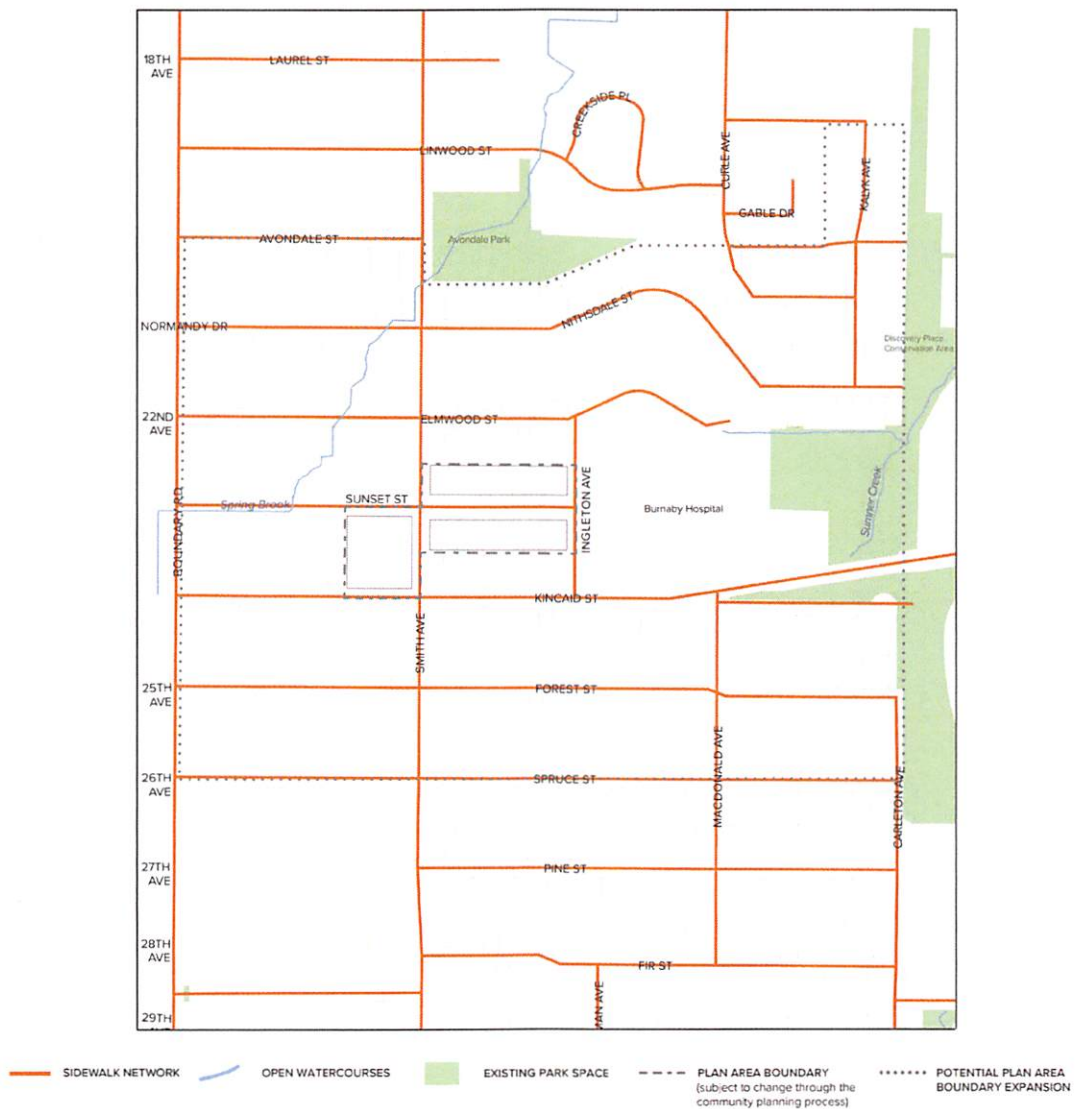 18TH
AVE
LAUREL ST
CREEKSIDE PL
LINWOOD ST
CURLE AVE
KALYK AVE
GABLE DR
AVONDALE ST
Avondale Park
NITHSDALE ST
NORMANDY DR
Discovery Place
Conservation Area
22ND
AVE
ELMWOOD ST
BOUNDARY RD
Spring Brook
SUNSET ST
INGLETON AVE
Burnaby Hospital
Sumner Creek
KINCAID ST
SMITH AVE
25TH
AVE
FOREST ST
MACDONALD AVE
26TH
AVE
SPRUCE ST
CARLETON AVE
27TH
AVE
PINE ST
28TH
AVE
FIR ST
29TH
SIDEWALK NETWORK
OPEN WATERCOURSES
EXISTING PARK SPACE
PLAN AREA BOUNDARY
(subject to change through the
community planning process)
POTENTIAL PLAN AREA
BOUNDARY EXPANSION